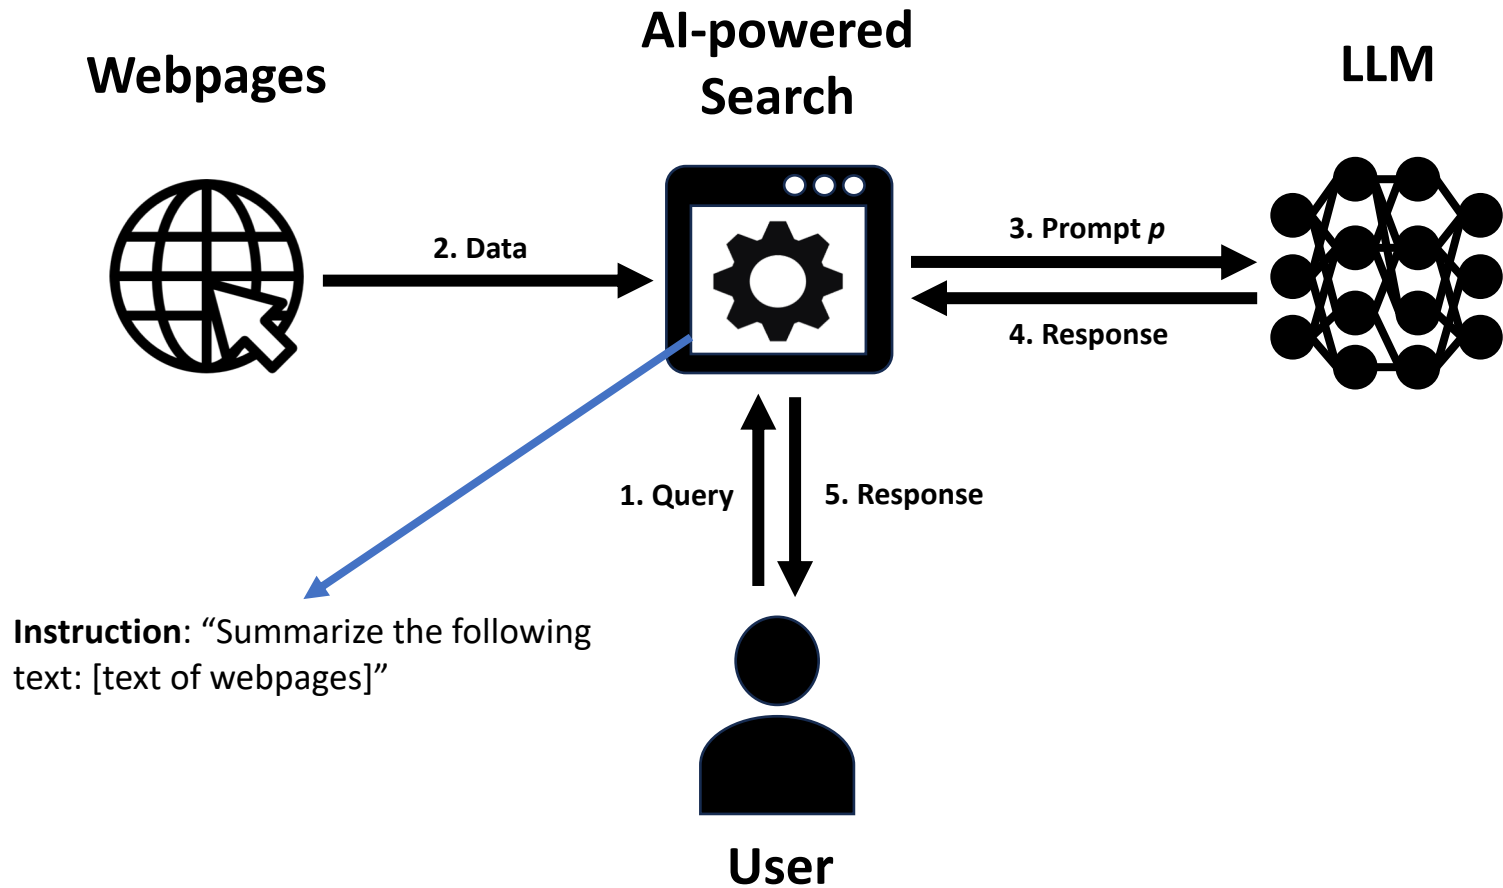 Webpages
AI-powered
Search
LLM
2. Data
3. Prompt p
4. Response
1. Query
5. Response
Instruction: “Summarize the following
text: [text of webpages]”
User